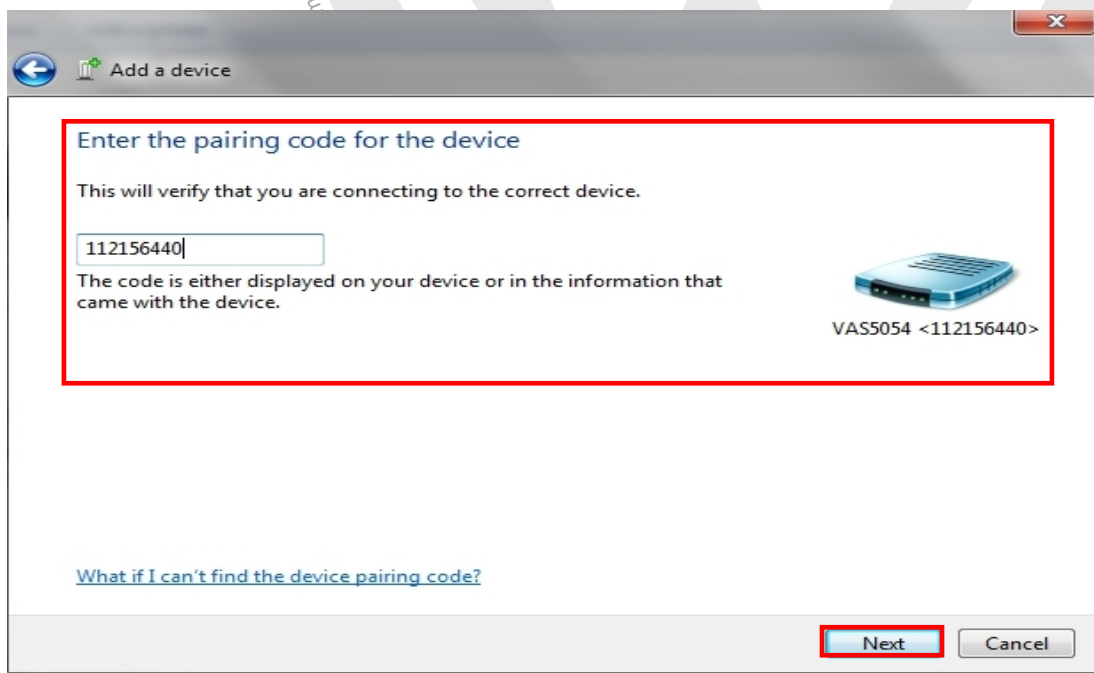 Add a device
Enter the pairing code for the device
This will verify that you are connecting to the correct device.
112156440
The code is either displayed on your device or in the information that
came with the device.
VAS5054 <112156440>
What if I can't find the device pairing code?
Next
Cancel